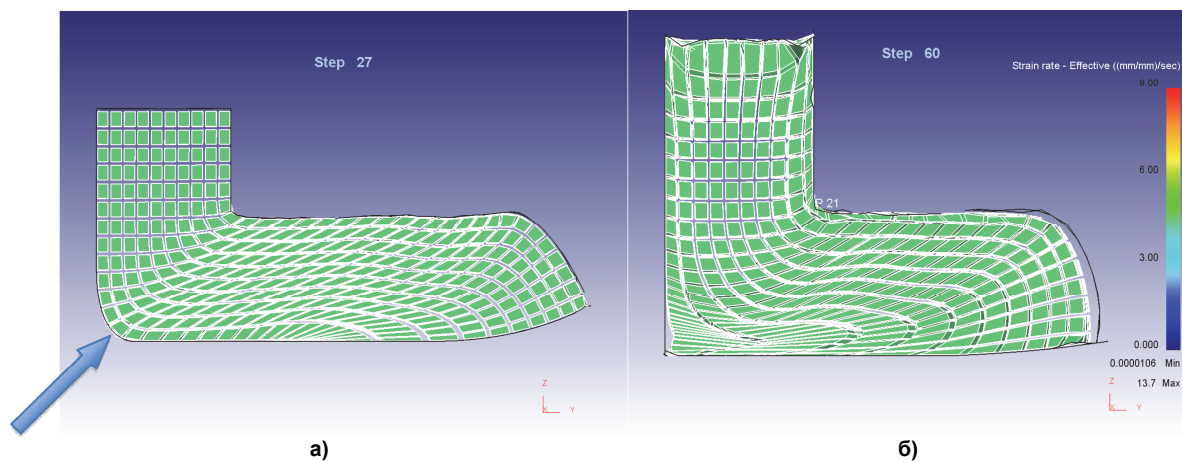 Step 27
Step 60
Strain rate - Effective ((mm/mm)/sec)
9.00
6.00
P 21
3.00
0.000
0.0000106 Min
13.7 Max
Z
X Y
Z
X Y
а)
б)